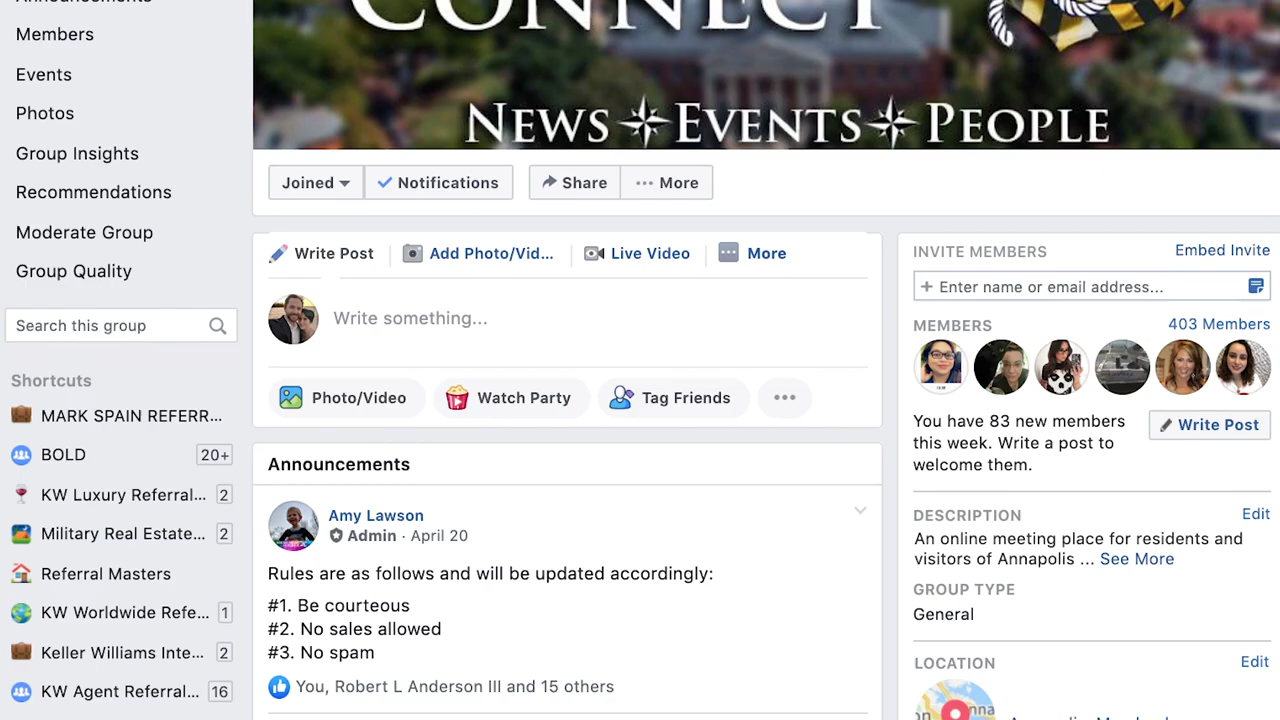 Announcements
Members
Events
Photos
Group Insights
Recommendations
Moderate Group
Group Quality
Search this group
Shortcuts
MARK SPAIN REFERR...
BOLD 20+
KW Luxury Referral... 2
Military Real Estate... 2
Referral Masters
KW Worldwide Refe... 1
Keller Williams Inte... 2
KW Agent Referral... 16
CONNECT
NEWS EVENTS PEOPLE
Joined Notifications Share More
Write Post Add Photo/Vid... Live Video More
Write something...
Photo/Video Watch Party Tag Friends
Announcements
Amy Lawson
Admin · April 20
Rules are as follows and will be updated accordingly:
#1. Be courteous
#2. No sales allowed
#3. No spam
You, Robert L Anderson III and 15 others
INVITE MEMBERS Embed Invite
+ Enter name or email address...
MEMBERS 403 Members
You have 83 new members
this week. Write a post to
welcome them.
Write Post
DESCRIPTION Edit
An online meeting place for residents and
visitors of Annapolis ... See More
GROUP TYPE
General
LOCATION Edit